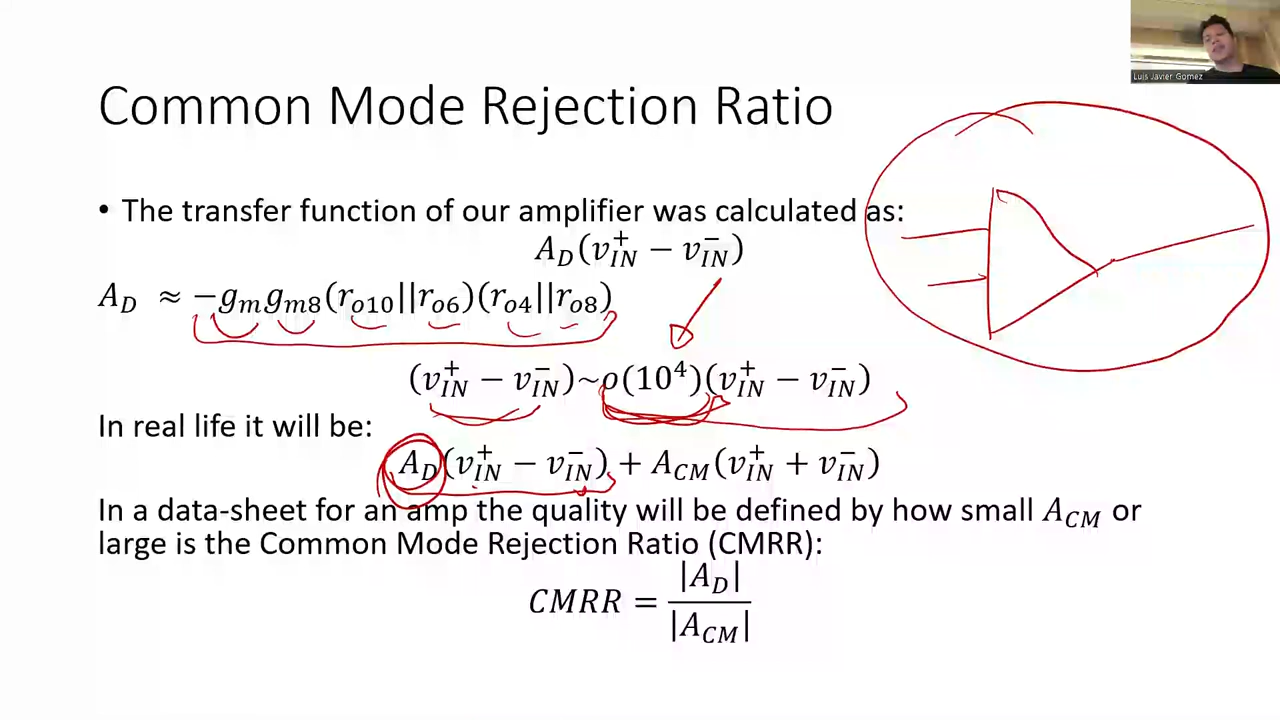 Luis Javier Gomez
Common Mode Rejection Ratio
• The transfer function of our amplifier was calculated as:
A_D(v_IN^+ − v_IN^−)
A_D ≈ −g_m g_m8(r_o10||r_o6)(r_o4||r_o8)
(v_IN^+ − v_IN^−)~o(10^4)(v_IN^+ − v_IN^−)
In real life it will be:
A_D(v_IN^+ − v_IN^−) + A_CM(v_IN^+ + v_IN^−)
In a data-sheet for an amp the quality will be defined by how small A_CM or
large is the Common Mode Rejection Ratio (CMRR):
CMRR = |A_D| / |A_CM|